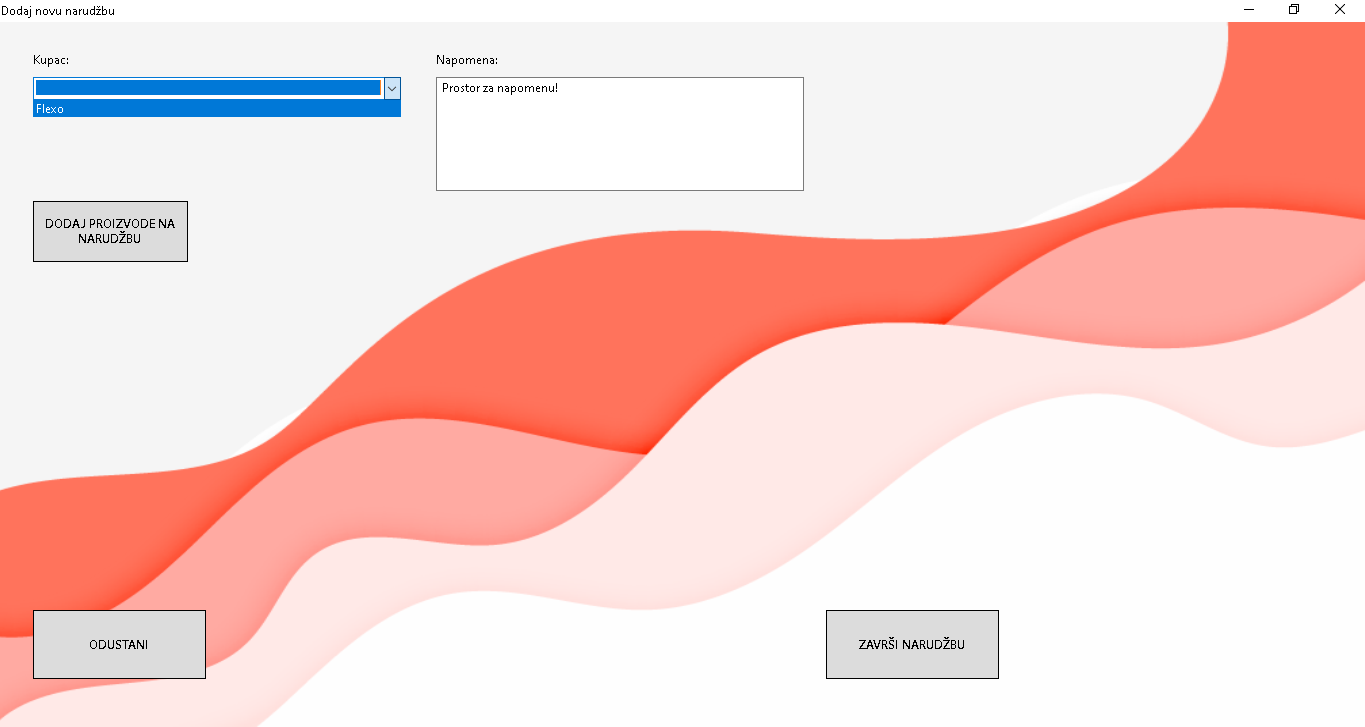 Dodaj novu narudžbu
Kupac:
Napomena:
Flexo
Prostor za napomenu!
DODAJ PROIZVODE NA
NARUDŽBU
ODUSTANI
ZAVRŠI NARUDŽBU